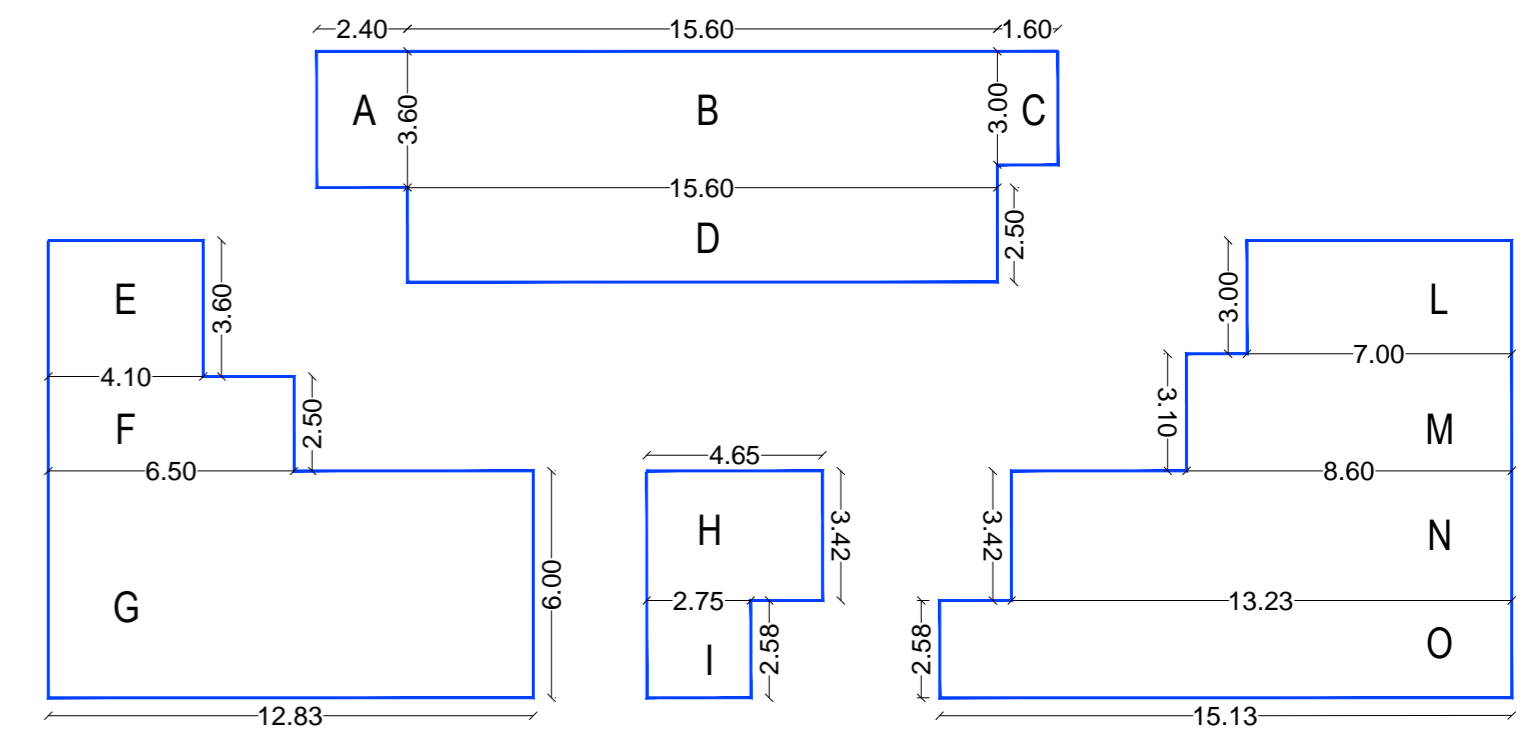 2.40 15.60 1.60
A 3.60 B 3.00 C
15.60
D 2.50
E 3.60
4.10
F 2.50
6.50
G 6.00
12.83
4.65
H 3.42
2.75
I 2.58
3.00 L
7.00
3.10 M
8.60
3.42 N
13.23
2.58 O
15.13